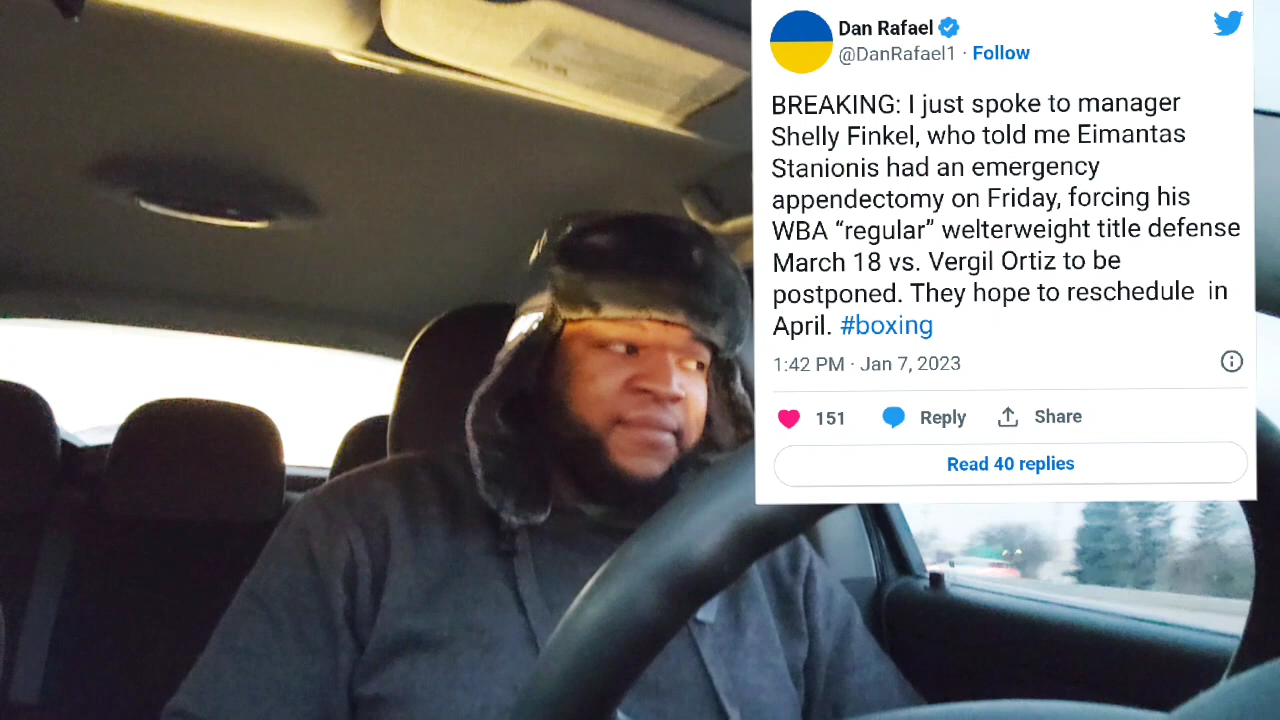 Dan Rafael
@DanRafael1 · Follow
BREAKING: I just spoke to manager
Shelly Finkel, who told me Eimantas
Stanionis had an emergency
appendectomy on Friday, forcing his
WBA “regular” welterweight title defense
March 18 vs. Vergil Ortiz to be
postponed. They hope to reschedule in
April. #boxing
1:42 PM · Jan 7, 2023
151 Reply Share
Read 40 replies